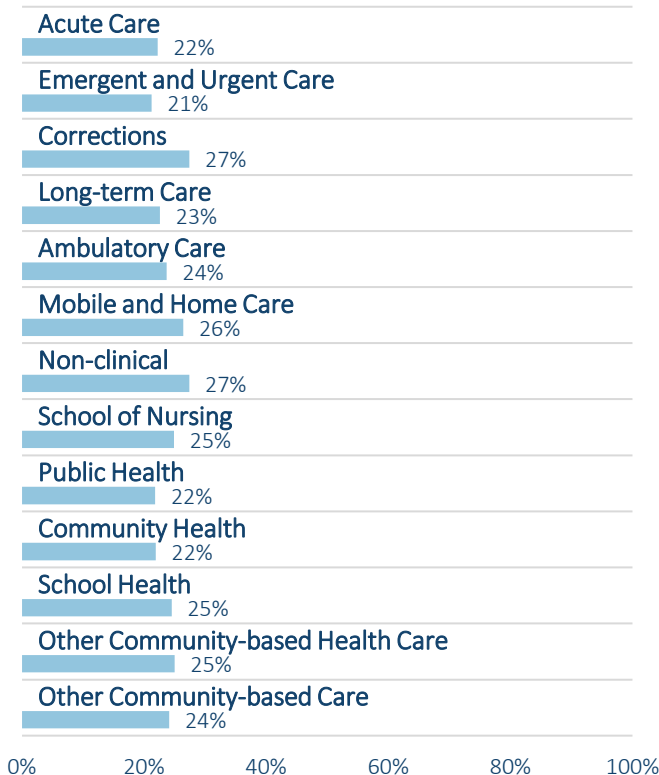 Acute Care
22%
Emergent and Urgent Care
21%
Corrections
27%
Long-term Care
23%
Ambulatory Care
24%
Mobile and Home Care
26%
Non-clinical
27%
School of Nursing
25%
Public Health
22%
Community Health
22%
School Health
25%
Other Community-based Health Care
25%
Other Community-based Care
24%
0% 20% 40% 60% 80% 100%